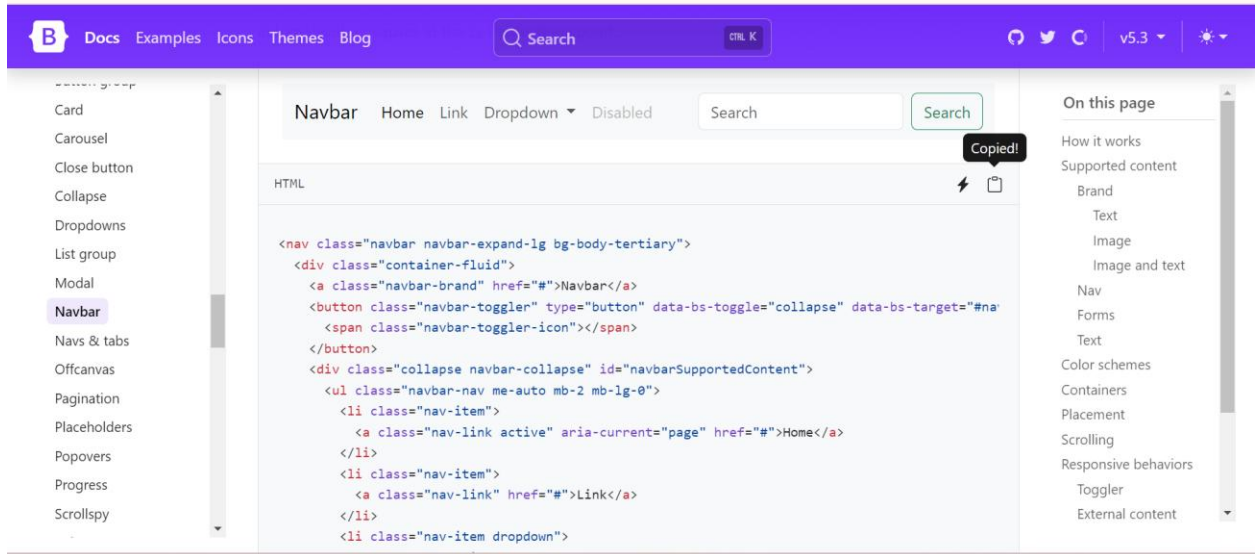 B Docs Examples Icons Themes Blog Search CTRL K v5.3
Card
Carousel
Close button
Collapse
Dropdowns
List group
Modal
Navbar
Navs & tabs
Offcanvas
Pagination
Placeholders
Popovers
Progress
Scrollspy
Navbar Home Link Dropdown Disabled Search Search
Copied!
HTML
<nav class="navbar navbar-expand-lg bg-body-tertiary">
<div class="container-fluid">
<a class="navbar-brand" href="#">Navbar</a>
<button class="navbar-toggler" type="button" data-bs-toggle="collapse" data-bs-target="#na
<span class="navbar-toggler-icon"></span>
</button>
<div class="collapse navbar-collapse" id="navbarSupportedContent">
<ul class="navbar-nav me-auto mb-2 mb-lg-0">
<li class="nav-item">
<a class="nav-link active" aria-current="page" href="#">Home</a>
</li>
<li class="nav-item">
<a class="nav-link" href="#">Link</a>
</li>
<li class="nav-item dropdown">
On this page
How it works
Supported content
Brand
Text
Image
Image and text
Nav
Forms
Text
Color schemes
Containers
Placement
Scrolling
Responsive behaviors
Toggler
External content